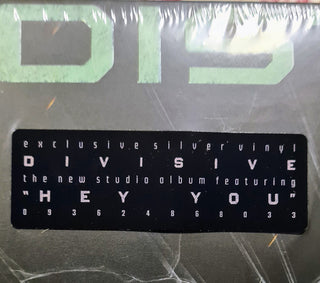 DIS
exclusive silver vinyl
DIVISIVE
the new studio album featuring
"HEY YOU"
093624868033